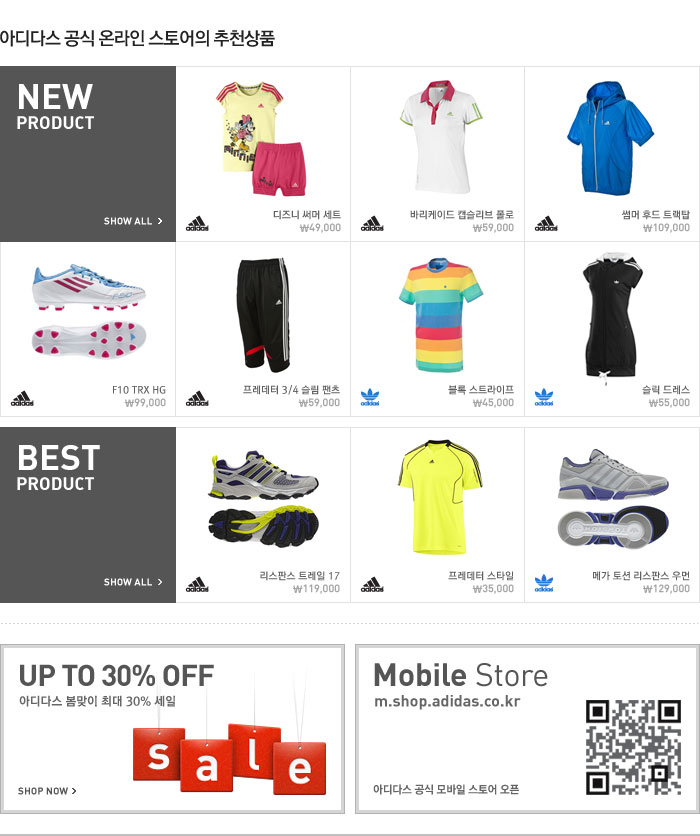 아디다스 공식 온라인 스토어의 추천상품
NEW
PRODUCT
SHOW ALL >
adidas
디즈니 써머 세트
₩49,000
adidas
바리케이드 캡슬리브 폴로
₩59,000
adidas
썸머 후드 트랙탑
₩109,000
adidas
F10 TRX HG
₩99,000
adidas
프레데터 3/4 슬림 팬츠
₩59,000
adidas
블록 스트라이프
₩45,000
adidas
슬릭 드레스
₩55,000
BEST
PRODUCT
SHOW ALL >
adidas
리스판스 트레일 17
₩119,000
adidas
프레데터 스타일
₩35,000
adidas
메가 토션 리스판스 우먼
₩129,000
UP TO 30% OFF
아디다스 봄맞이 최대 30% 세일
sale
SHOP NOW >
Mobile Store
m.shop.adidas.co.kr
아디다스 공식 모바일 스토어 오픈